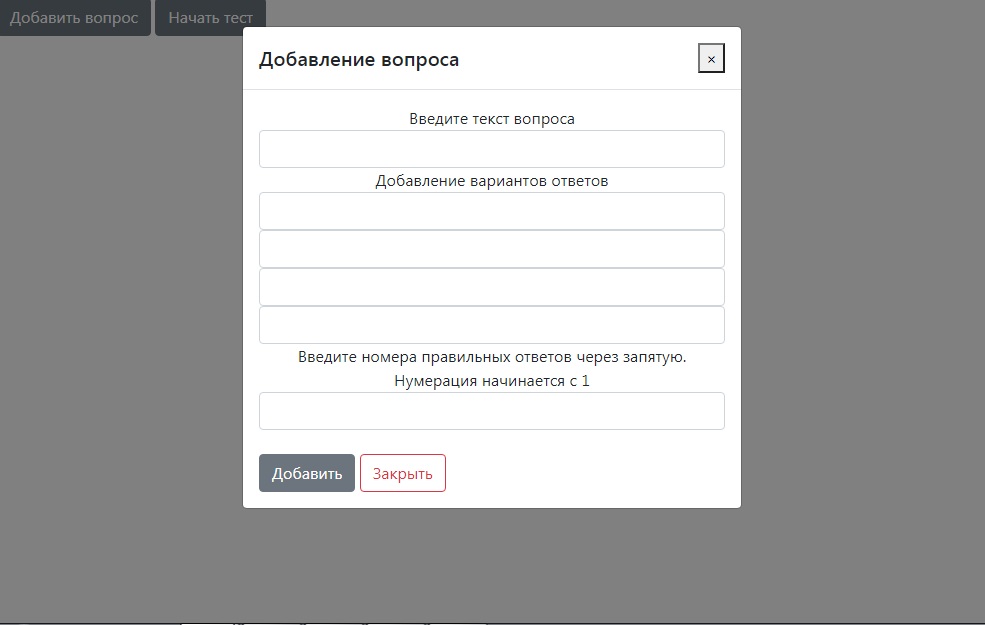 Добавить вопрос Начать тест
Добавление вопроса ×
Введите текст вопроса
Добавление вариантов ответов
Введите номера правильных ответов через запятую.
Нумерация начинается с 1
Добавить Закрыть